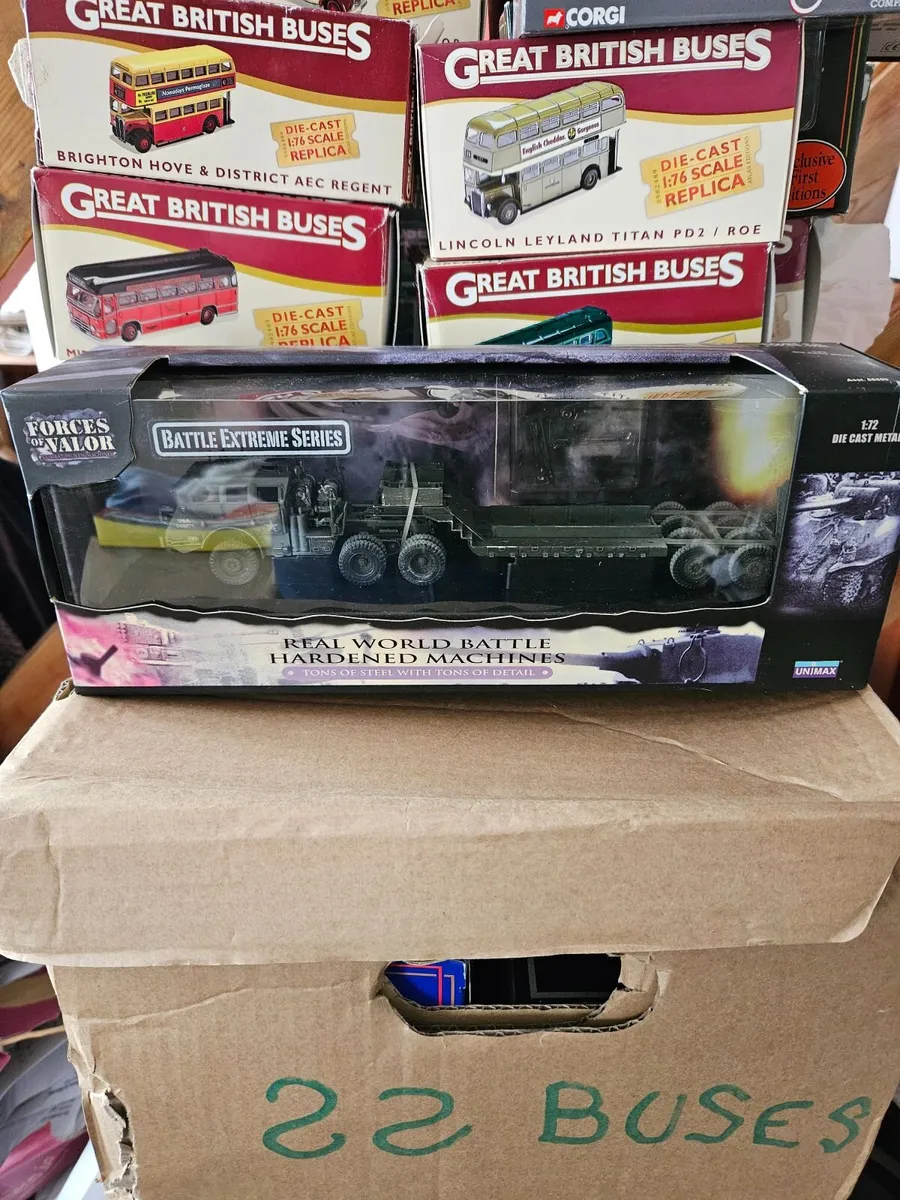 REPLICA
CORGI
GREAT BRITISH BUSES
Nowadays Permaglaze
DIE-CAST
1:76 SCALE
REPLICA
BRIGHTON HOVE & DISTRICT AEC REGENT
GREAT BRITISH BUSES
English Cheddar. Gorgeous
DIE-CAST
1:76 SCALE
REPLICA
LINCOLN LEYLAND TITAN PD2 / ROE
GREAT BRITISH BUSES
DIE-CAST
1:76 SCALE
REPLICA
GREAT BRITISH BUSES
FORCES
OF VALOR
BATTLE EXTREME SERIES
1:72
DIE CAST METAL
REAL WORLD BATTLE
HARDENED MACHINES
• TONS OF STEEL WITH TONS OF DETAIL •
UNIMAX
22 BUSES